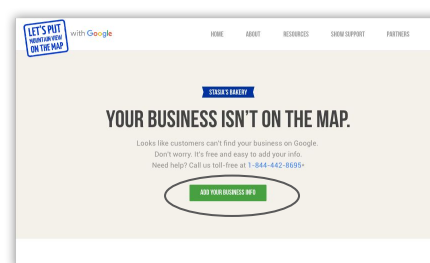 LET'S PUT
MOUNTAIN VIEW
ON THE MAP
with Google
HOME ABOUT RESOURCES SHOW SUPPORT PARTNERS
STASIA'S BAKERY
YOUR BUSINESS ISN'T ON THE MAP.
Looks like customers can't find your business on Google.
Don't worry. It's free and easy to add your info.
Need help? Call us toll-free at 1-844-442-8695*
ADD YOUR BUSINESS INFO